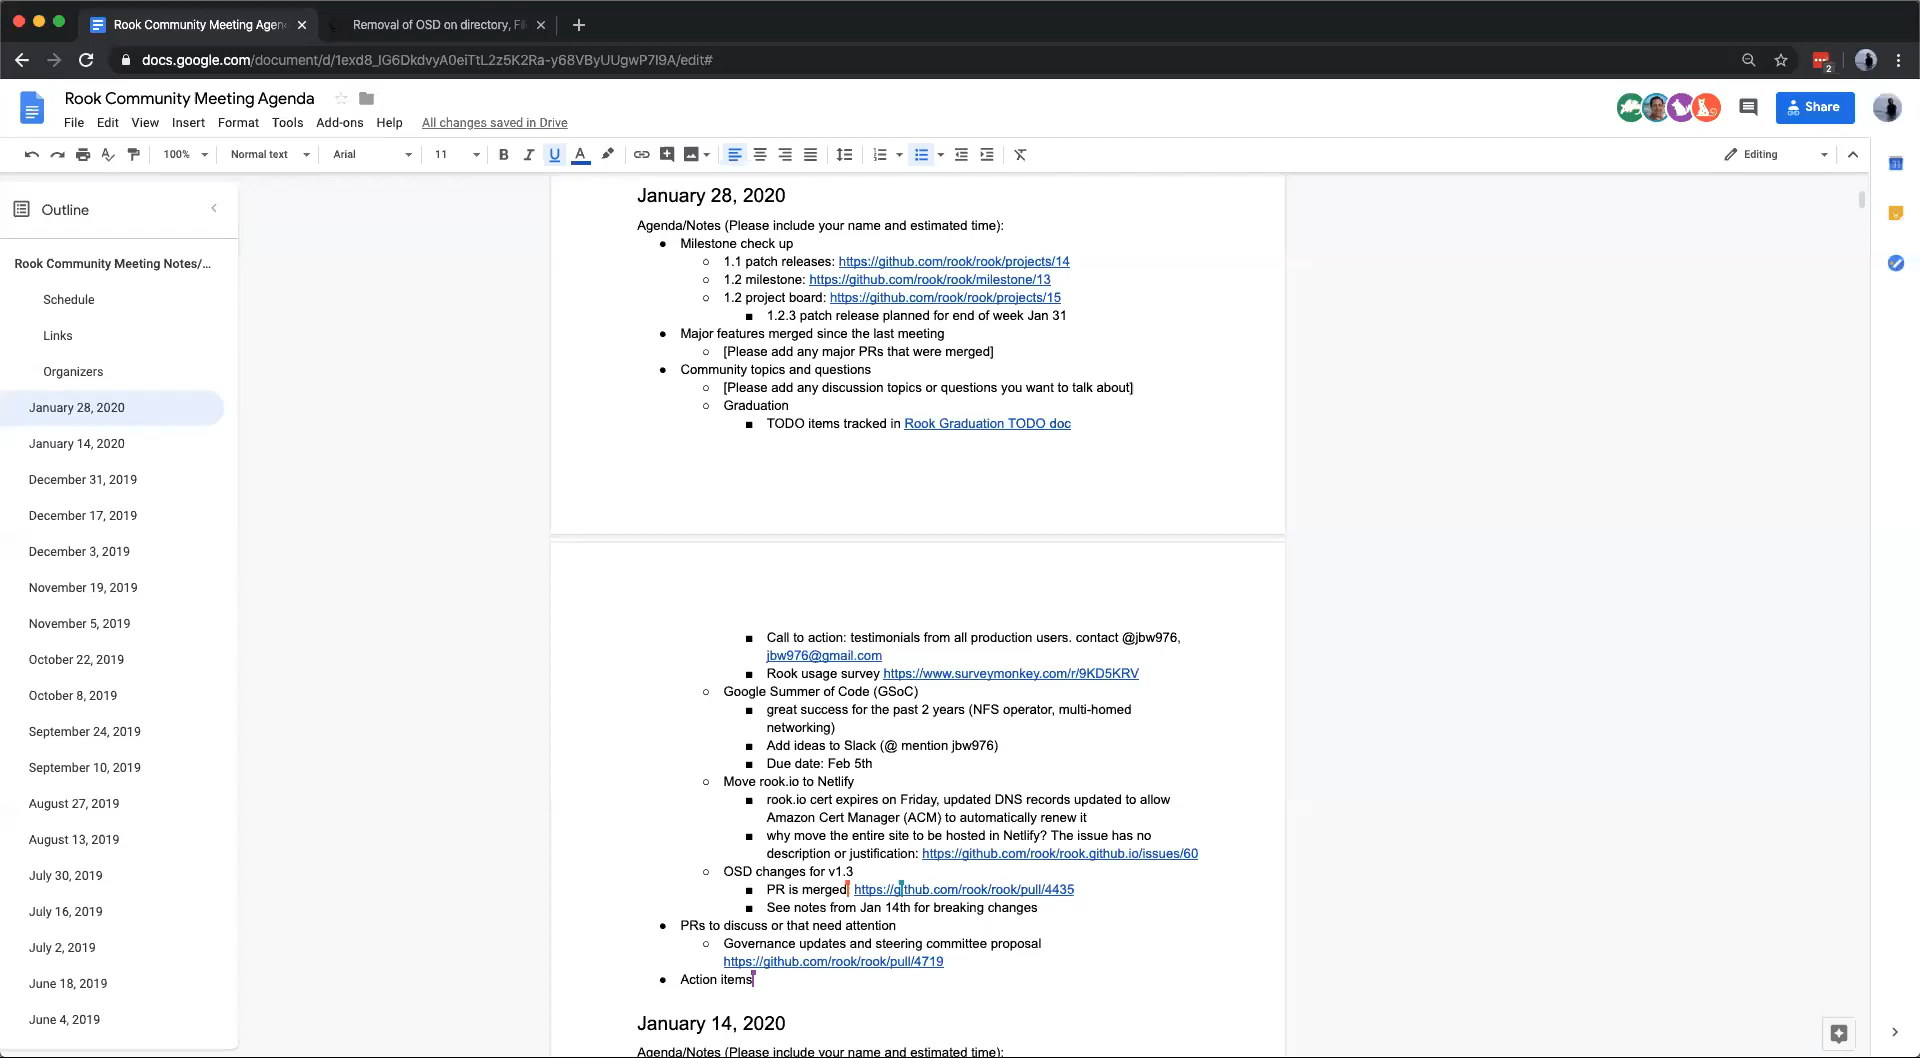 Rook Community Meeting Agen
Removal of OSD on directory, Fi
docs.google.com/document/d/1exd8_IG6DkdvyA0eiTtL2z5K2Ra-y68VByUUgwP7I9A/edit#
2
Rook Community Meeting Agenda
File Edit View Insert Format Tools Add-ons Help All changes saved in Drive
Share
100% Normal text Arial 11 B I U A Editing
31
Outline
Rook Community Meeting Notes/...
Schedule
Links
Organizers
January 28, 2020
January 14, 2020
December 31, 2019
December 17, 2019
December 3, 2019
November 19, 2019
November 5, 2019
October 22, 2019
October 8, 2019
September 24, 2019
September 10, 2019
August 27, 2019
August 13, 2019
July 30, 2019
July 16, 2019
July 2, 2019
June 18, 2019
June 4, 2019
January 28, 2020
Agenda/Notes (Please include your name and estimated time):
● Milestone check up
○ 1.1 patch releases: https://github.com/rook/rook/projects/14
○ 1.2 milestone: https://github.com/rook/rook/milestone/13
○ 1.2 project board: https://github.com/rook/rook/projects/15
■ 1.2.3 patch release planned for end of week Jan 31
● Major features merged since the last meeting
○ [Please add any major PRs that were merged]
● Community topics and questions
○ [Please add any discussion topics or questions you want to talk about]
○ Graduation
■ TODO items tracked in Rook Graduation TODO doc
■ Call to action: testimonials from all production users. contact @jbw976,
jbw976@gmail.com
■ Rook usage survey https://www.surveymonkey.com/r/9KD5KRV
○ Google Summer of Code (GSoC)
■ great success for the past 2 years (NFS operator, multi-homed
networking)
■ Add ideas to Slack (@ mention jbw976)
■ Due date: Feb 5th
○ Move rook.io to Netlify
■ rook.io cert expires on Friday, updated DNS records updated to allow
Amazon Cert Manager (ACM) to automatically renew it
■ why move the entire site to be hosted in Netlify? The issue has no
description or justification: https://github.com/rook/rook.github.io/issues/60
○ OSD changes for v1.3
■ PR is merged https://github.com/rook/rook/pull/4435
■ See notes from Jan 14th for breaking changes
● PRs to discuss or that need attention
○ Governance updates and steering committee proposal
https://github.com/rook/rook/pull/4719
● Action items
January 14, 2020
Agenda/Notes (Please include your name and estimated time):